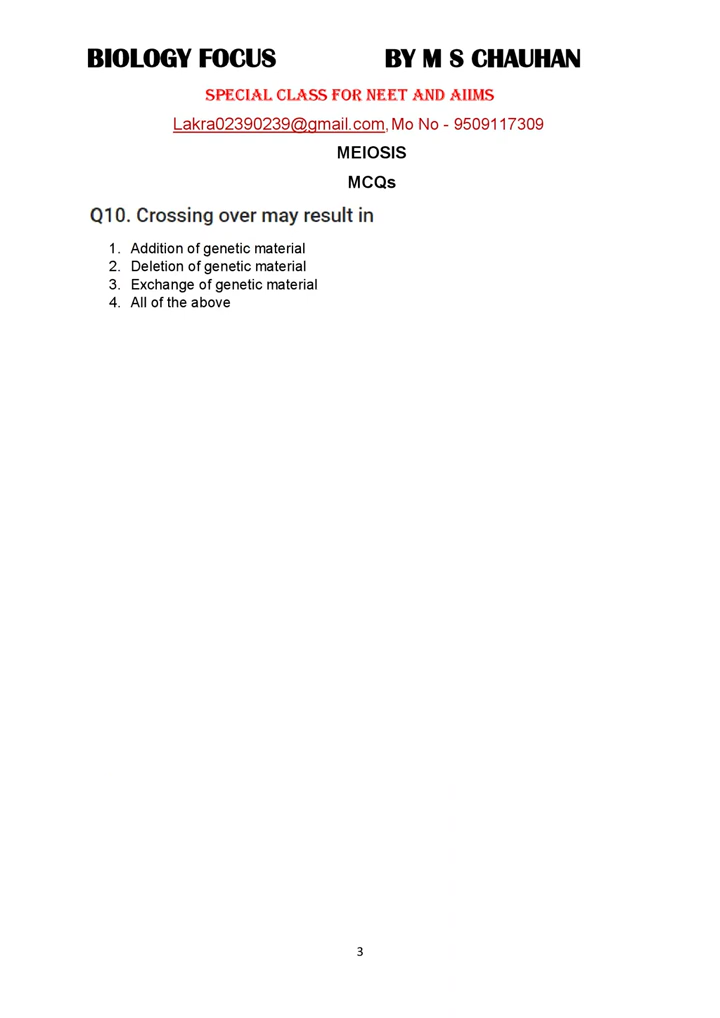 BIOLOGY FOCUS BY M S CHAUHAN
SPECIAL CLASS FOR NEET AND AIIMS
Lakra02390239@gmail.com, Mo No - 9509117309
MEIOSIS
MCQs
Q10. Crossing over may result in
1. Addition of genetic material
2. Deletion of genetic material
3. Exchange of genetic material
4. All of the above
3